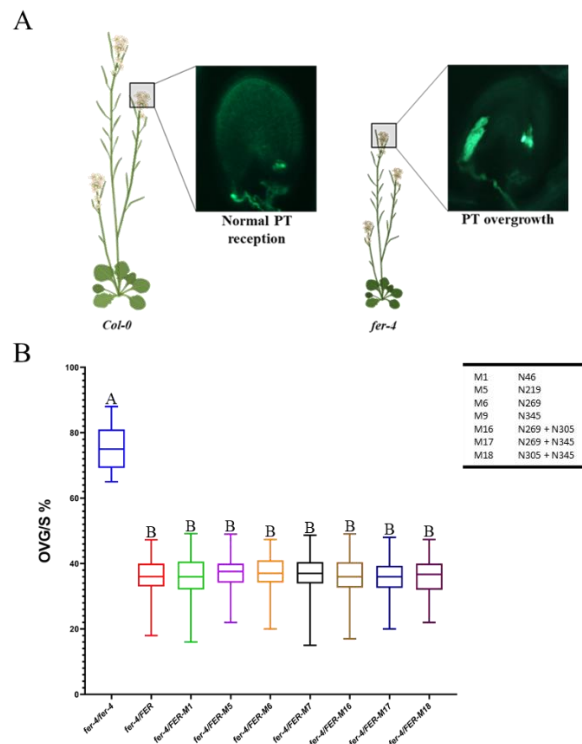 A
Normal PT
reception
PT overgrowth
Col-0
fer-4
B
M1 N46
M5 N219
M6 N269
M9 N345
M16 N269 + N305
M17 N269 + N345
M18 N305 + N345
OVG/S %
100
80
60
40
20
0
A
B
B
B
B
B
B
B
B
fer-4/fer-4
fer-4/FER
fer-4/FER-M1
fer-4/FER-M5
fer-4/FER-M6
fer-4/FER-M7
fer-4/FER-M16
fer-4/FER-M17
fer-4/FER-M18